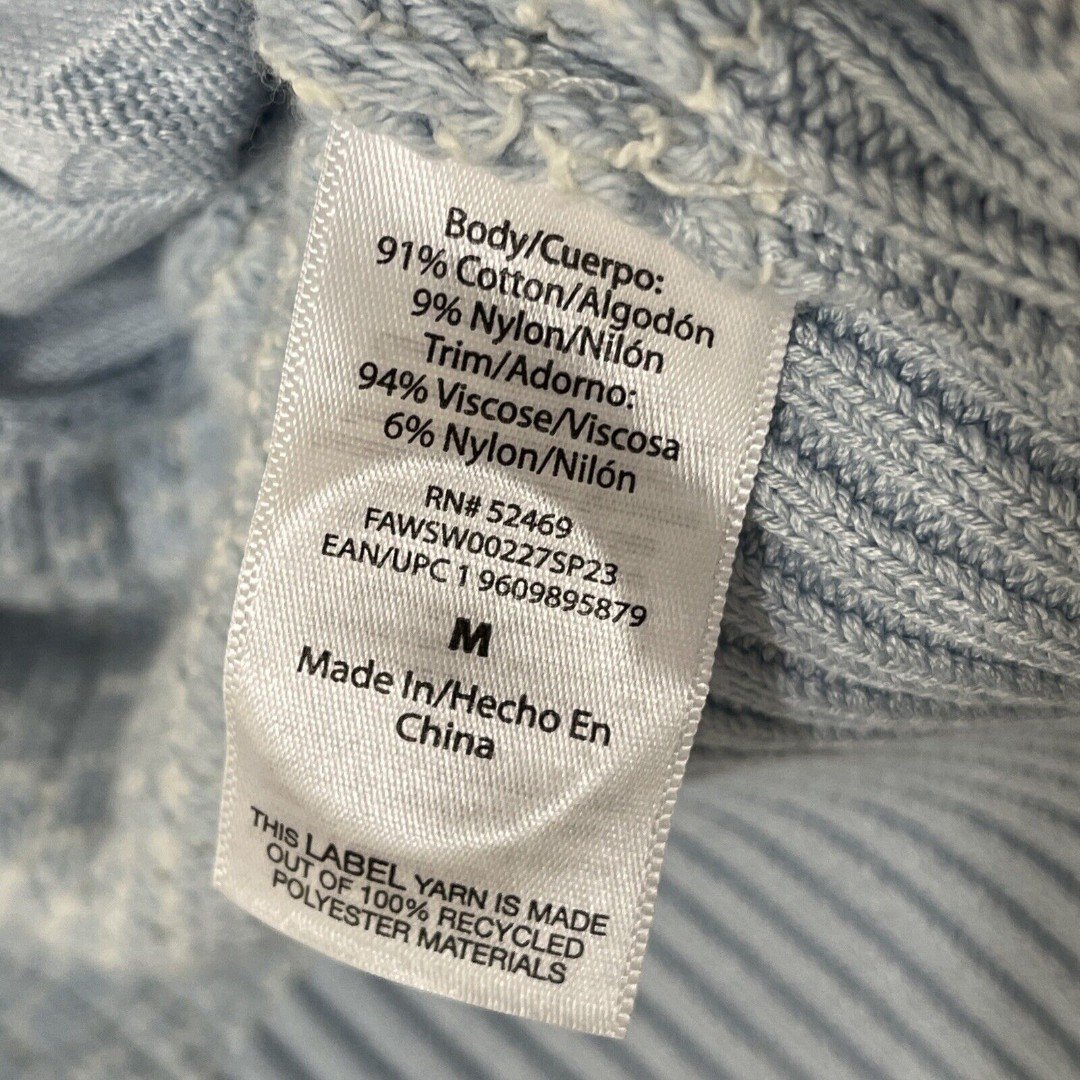 Body/Cuerpo:
91% Cotton/Algodón
9% Nylon/Nilón
Trim/Adorno:
94% Viscose/Viscosa
6% Nylon/Nilón
RN# 52469
FAWSW00227SP23
EAN/UPC 1 9609895879
M
Made In/Hecho En
China
THIS LABEL YARN IS MADE
OUT OF 100% RECYCLED
POLYESTER MATERIALS